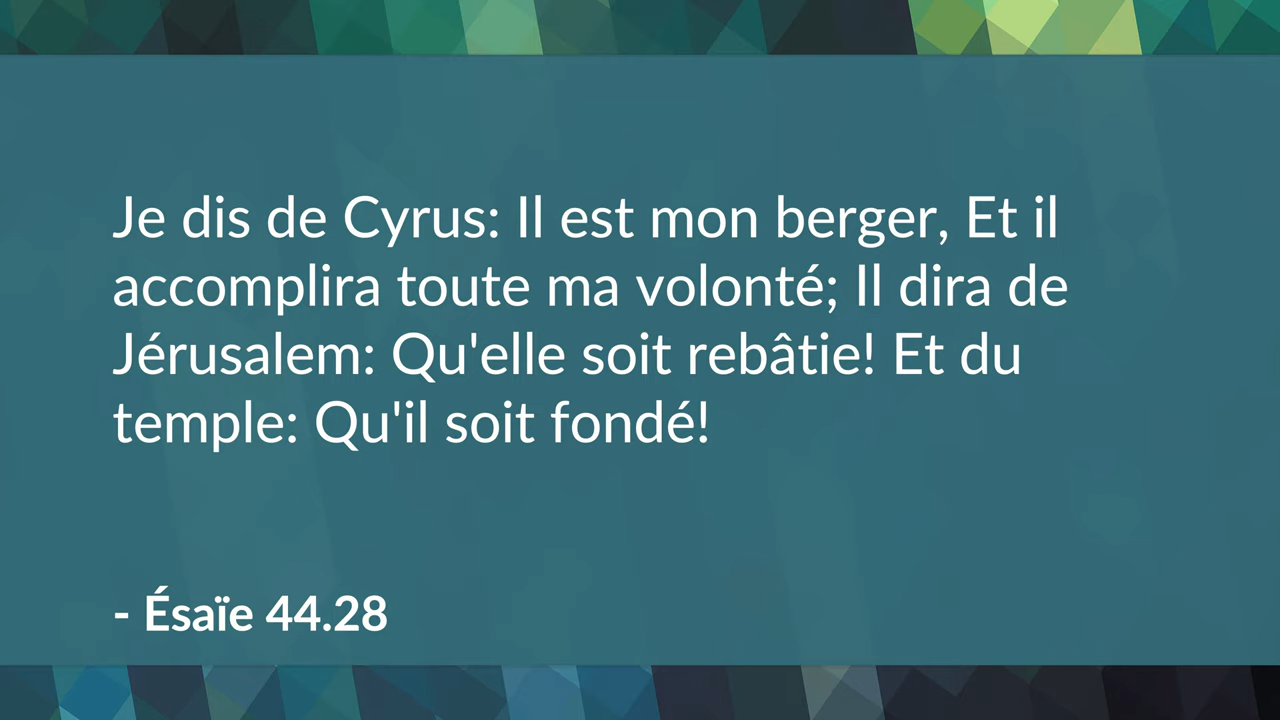 Je dis de Cyrus: Il est mon berger, Et il
accomplira toute ma volonté; Il dira de
Jérusalem: Qu'elle soit rebâtie! Et du
temple: Qu'il soit fondé!
- Ésaïe 44.28